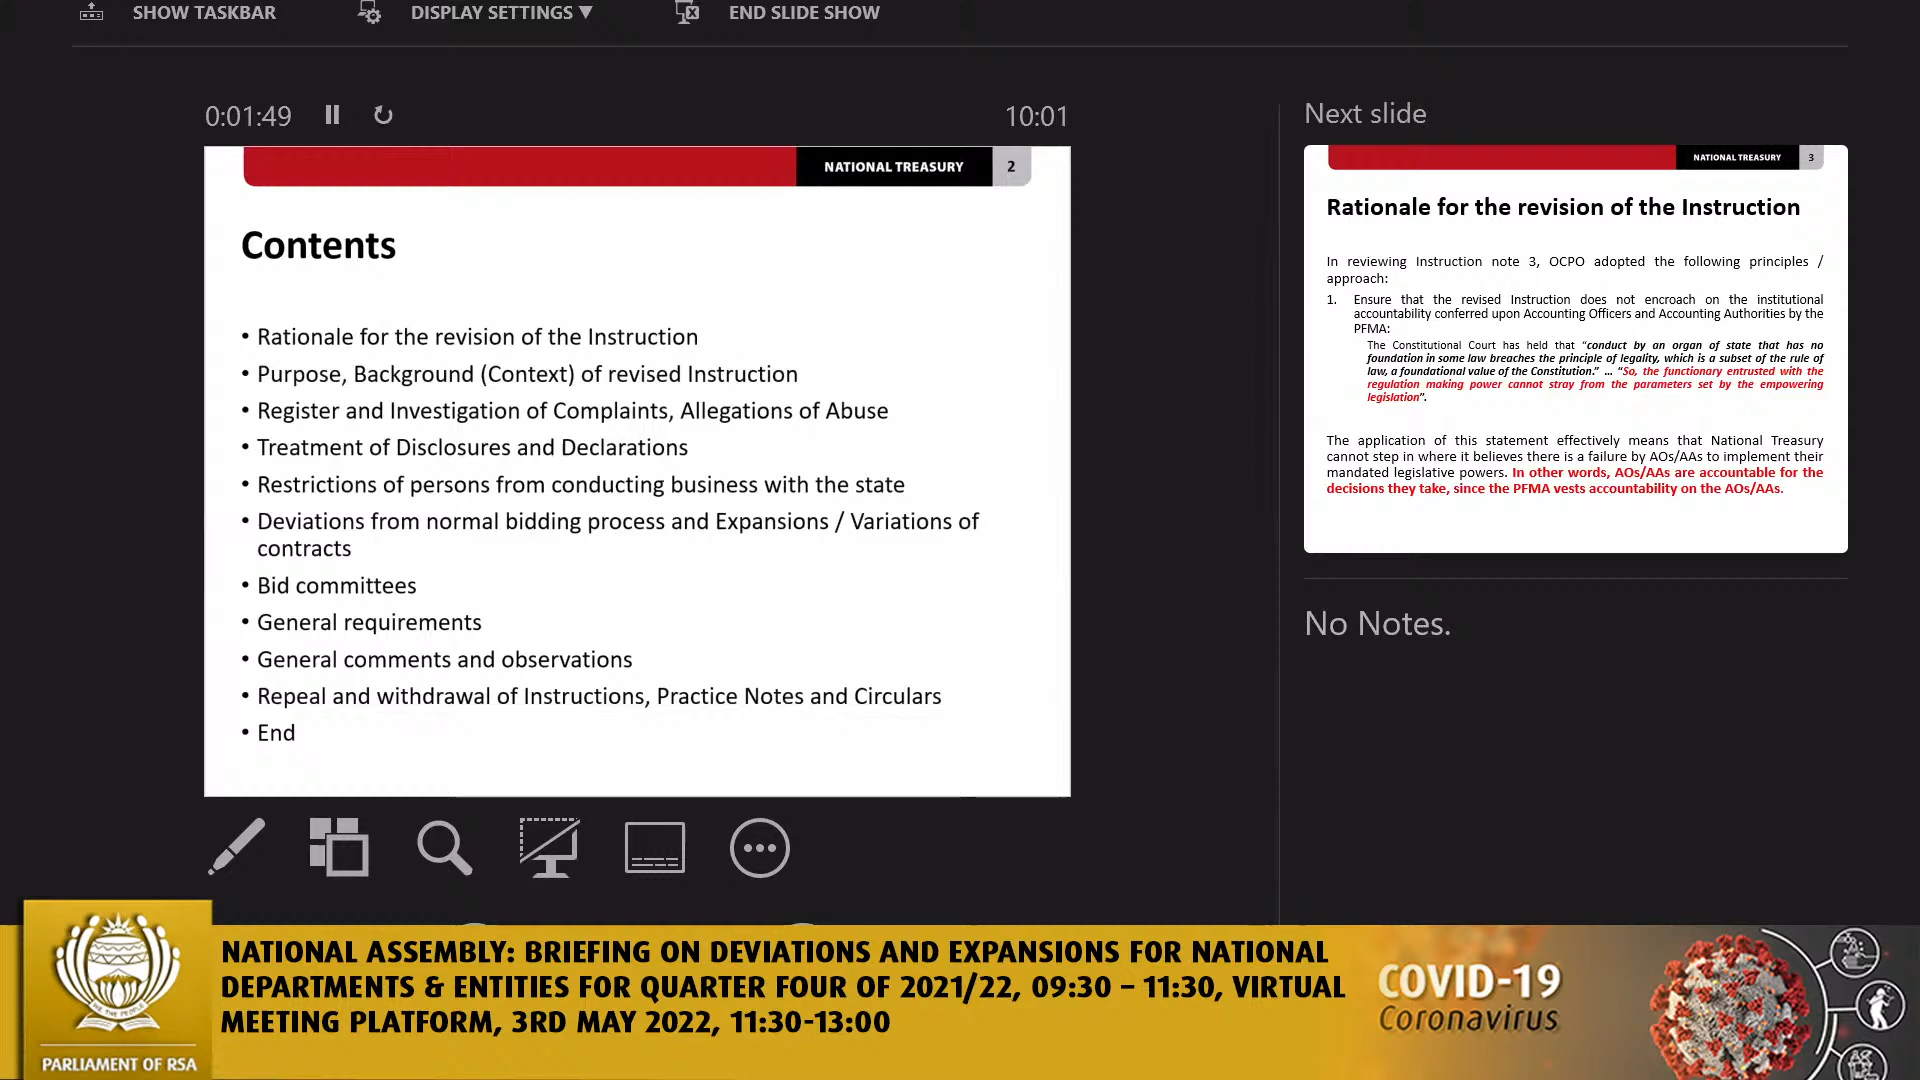 SHOW TASKBAR
DISPLAY SETTINGS ▼
END SLIDE SHOW
0:01:49
10:01
NATIONAL TREASURY 2
Contents
• Rationale for the revision of the Instruction
• Purpose, Background (Context) of revised Instruction
• Register and Investigation of Complaints, Allegations of Abuse
• Treatment of Disclosures and Declarations
• Restrictions of persons from conducting business with the state
• Deviations from normal bidding process and Expansions / Variations of
contracts
• Bid committees
• General requirements
• General comments and observations
• Repeal and withdrawal of Instructions, Practice Notes and Circulars
• End
Next slide
NATIONAL TREASURY 3
Rationale for the revision of the Instruction
In reviewing Instruction note 3, OCPO adopted the following principles /
approach:
1. Ensure that the revised Instruction does not encroach on the institutional
accountability conferred upon Accounting Officers and Accounting Authorities by the
PFMA:
The Constitutional Court has held that “conduct by an organ of state that has no
foundation in some law breaches the principle of legality, which is a subset of the rule of
law, a foundational value of the Constitution.” ... “So, the functionary entrusted with the
regulation making power cannot stray from the parameters set by the empowering
legislation”.
The application of this statement effectively means that National Treasury
cannot step in where it believes there is a failure by AOs/AAs to implement their
mandated legislative powers. In other words, AOs/AAs are accountable for the
decisions they take, since the PFMA vests accountability on the AOs/AAs.
No Notes.
NATIONAL ASSEMBLY: BRIEFING ON DEVIATIONS AND EXPANSIONS FOR NATIONAL
DEPARTMENTS & ENTITIES FOR QUARTER FOUR OF 2021/22, 09:30 – 11:30, VIRTUAL
MEETING PLATFORM, 3RD MAY 2022, 11:30-13:00
PARLIAMENT OF RSA
COVID-19
Coronavirus